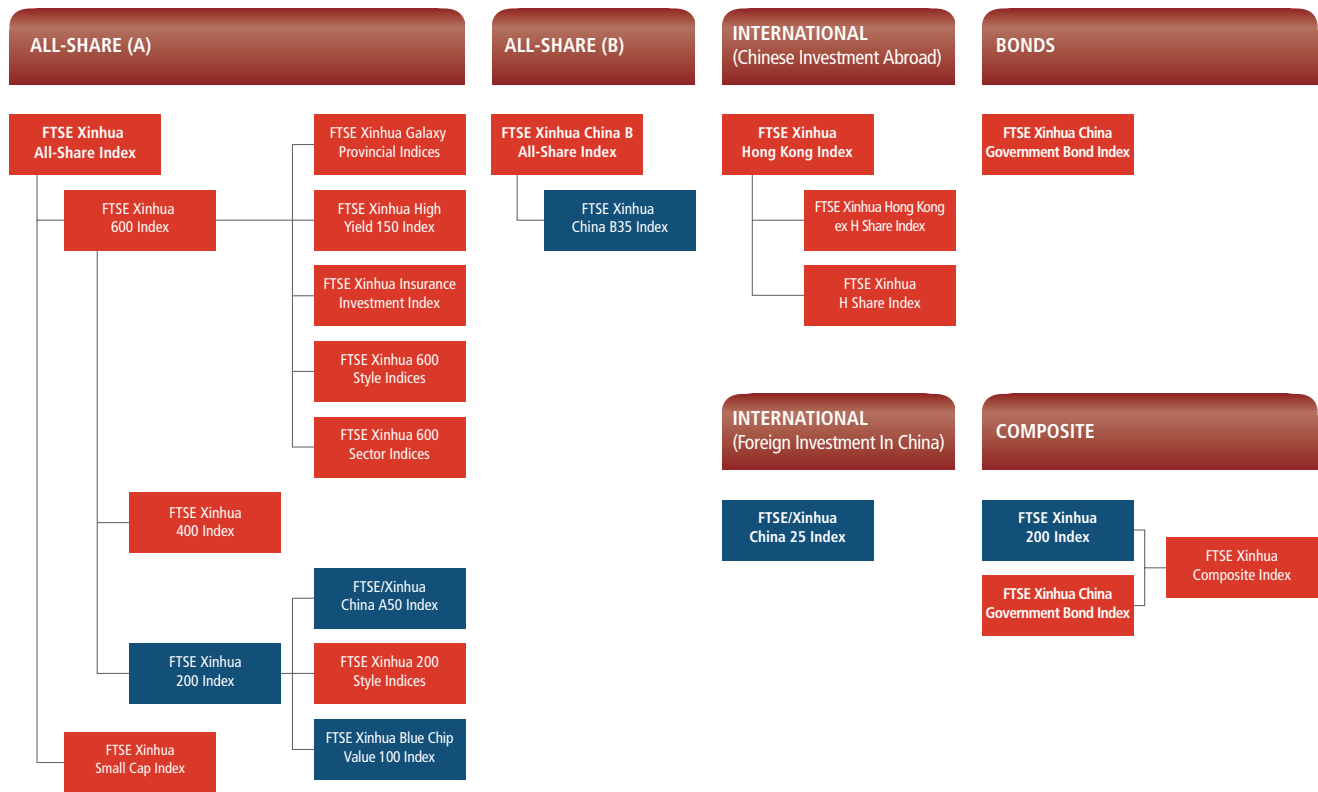 ALL-SHARE (A)
FTSE Xinhua
All-Share Index
FTSE Xinhua
600 Index
FTSE Xinhua Galaxy
Provincial Indices
FTSE Xinhua High
Yield 150 Index
FTSE Xinhua Insurance
Investment Index
FTSE Xinhua 600
Style Indices
FTSE Xinhua 600
Sector Indices
FTSE Xinhua
400 Index
FTSE Xinhua
200 Index
FTSE/Xinhua
China A50 Index
FTSE Xinhua 200
Style Indices
FTSE Xinhua Blue Chip
Value 100 Index
FTSE Xinhua
Small Cap Index
ALL-SHARE (B)
FTSE Xinhua China B
All-Share Index
FTSE Xinhua
China B35 Index
INTERNATIONAL
(Chinese Investment Abroad)
FTSE Xinhua
Hong Kong Index
FTSE Xinhua Hong Kong
ex H Share Index
FTSE Xinhua
H Share Index
BONDS
FTSE Xinhua China
Government Bond Index
INTERNATIONAL
(Foreign Investment In China)
FTSE/Xinhua
China 25 Index
COMPOSITE
FTSE Xinhua
200 Index
FTSE Xinhua China
Government Bond Index
FTSE Xinhua
Composite Index